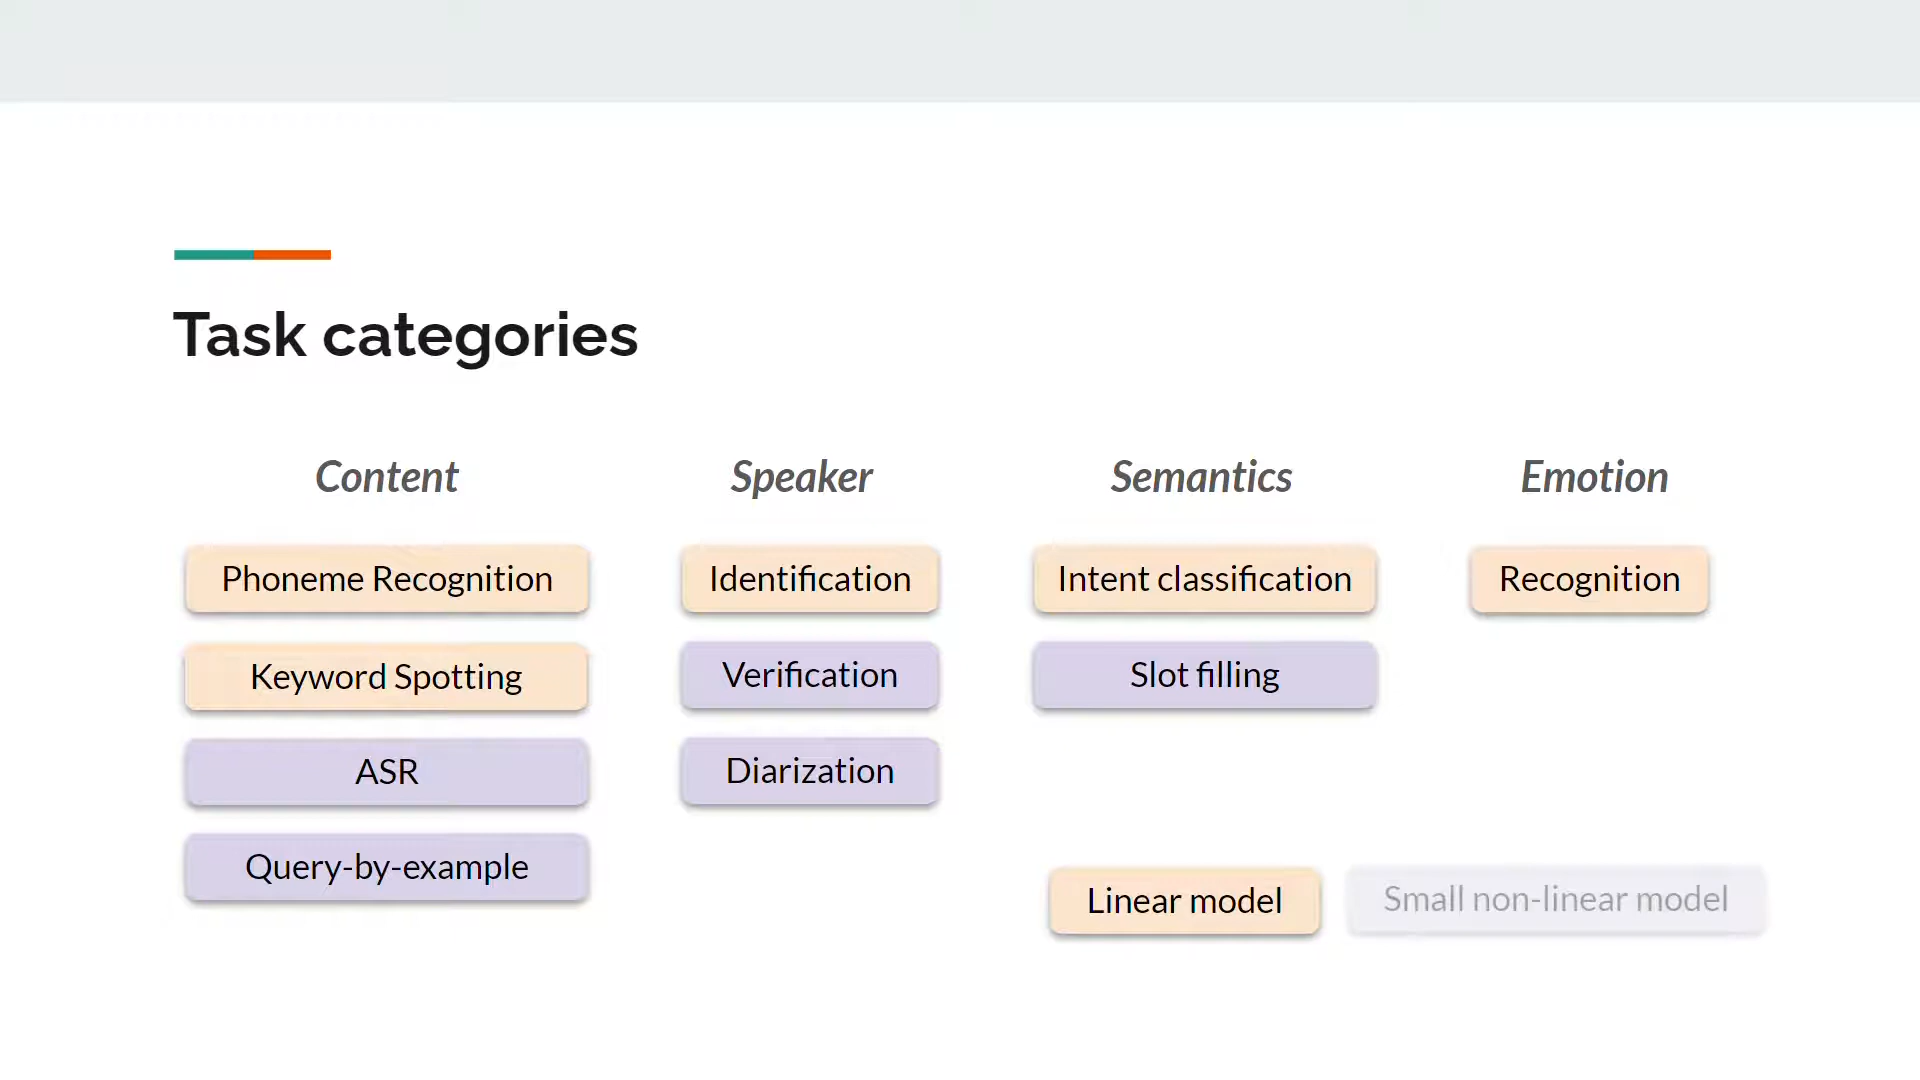 Task categories
Content
Speaker
Semantics
Emotion
Phoneme Recognition
Identification
Intent classification
Recognition
Keyword Spotting
Verification
Slot filling
ASR
Diarization
Query-by-example
Linear model
Small non-linear model